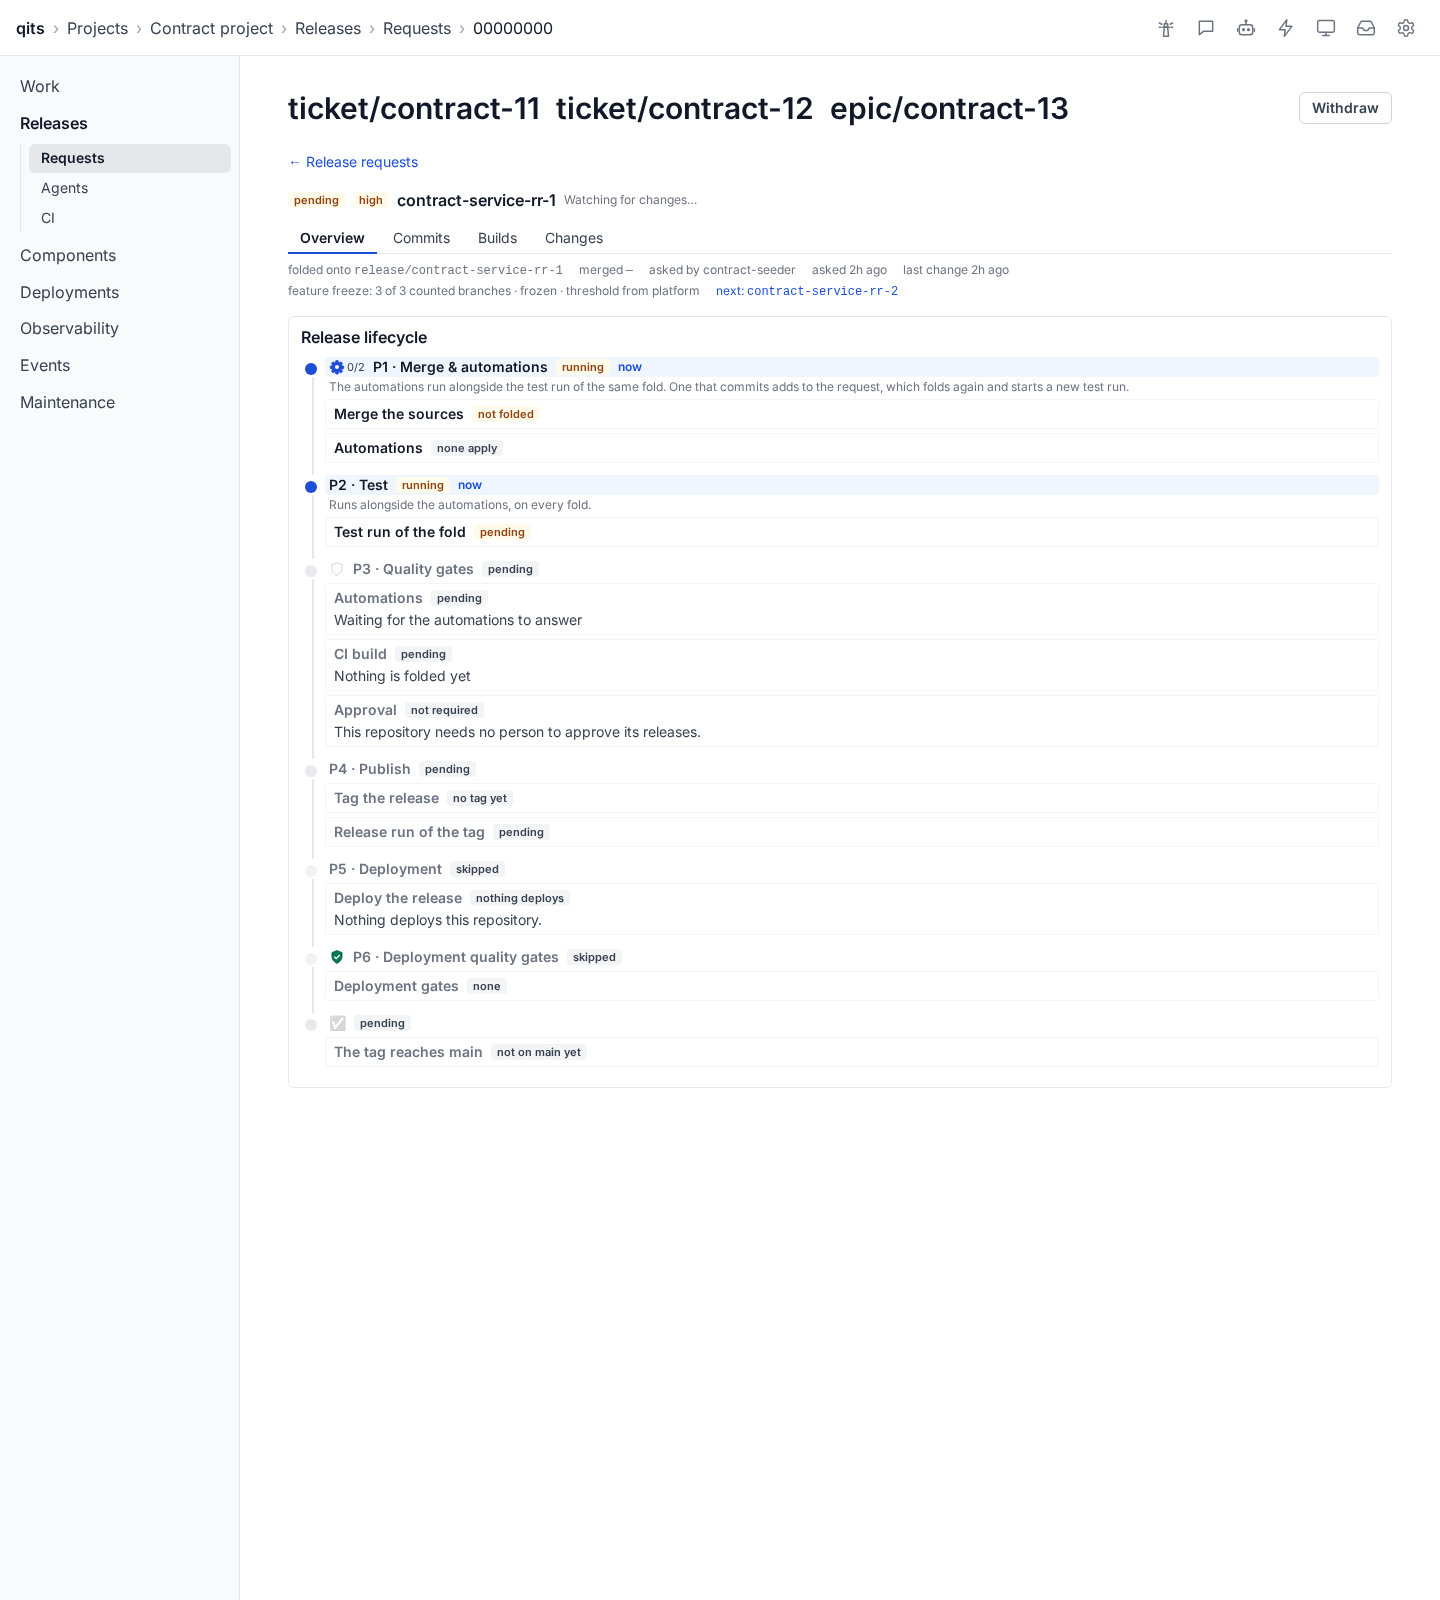 qits › Projects › Contract project › Releases › Requests › 00000000
Work
Releases
Requests
Agents
CI
Components
Deployments
Observability
Events
Maintenance
ticket/contract-11 ticket/contract-12 epic/contract-13
Withdraw
← Release requests
pending high contract-service-rr-1 Watching for changes…
Overview Commits Builds Changes
folded onto release/contract-service-rr-1 merged — asked by contract-seeder asked 2h ago last change 2h ago
feature freeze: 3 of 3 counted branches · frozen · threshold from platform next: contract-service-rr-2
Release lifecycle
0/2 P1 · Merge & automations running now
The automations run alongside the test run of the same fold. One that commits adds to the request, which folds again and starts a new test run.
Merge the sources not folded
Automations none apply
P2 · Test running now
Runs alongside the automations, on every fold.
Test run of the fold pending
P3 · Quality gates pending
Automations pending
Waiting for the automations to answer
CI build pending
Nothing is folded yet
Approval not required
This repository needs no person to approve its releases.
P4 · Publish pending
Tag the release no tag yet
Release run of the tag pending
P5 · Deployment skipped
Deploy the release nothing deploys
Nothing deploys this repository.
P6 · Deployment quality gates skipped
Deployment gates none
pending
The tag reaches main not on main yet